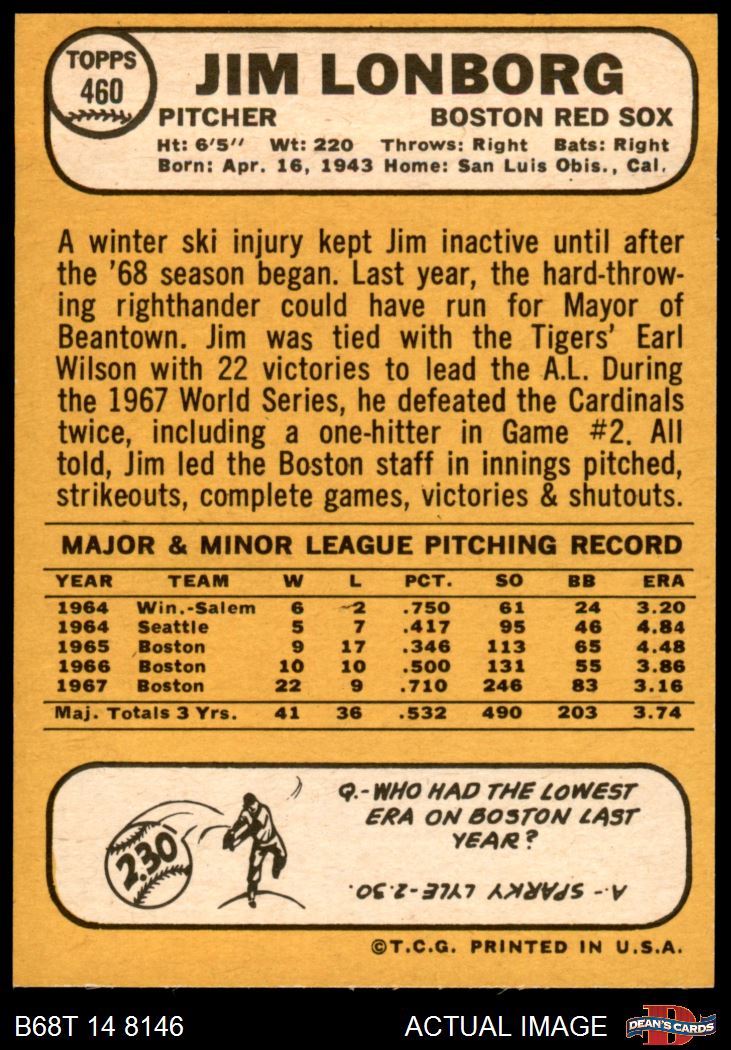 TOPPS
460
JIM LONBORG
PITCHER BOSTON RED SOX
Ht: 6'5" Wt: 220 Throws: Right Bats: Right
Born: Apr. 16, 1943 Home: San Luis Obis., Cal.
A winter ski injury kept Jim inactive until after
the '68 season began. Last year, the hard-throw-
ing righthander could have run for Mayor of
Beantown. Jim was tied with the Tigers' Earl
Wilson with 22 victories to lead the A.L. During
the 1967 World Series, he defeated the Cardinals
twice, including a one-hitter in Game #2. All
told, Jim led the Boston staff in innings pitched,
strikeouts, complete games, victories & shutouts.
MAJOR & MINOR LEAGUE PITCHING RECORD
YEAR TEAM W L PCT. SO BB ERA
1964 Win.-Salem 6 2 .750 61 24 3.20
1964 Seattle 5 7 .417 95 46 4.84
1965 Boston 9 17 .346 113 65 4.48
1966 Boston 10 10 .500 131 55 3.86
1967 Boston 22 9 .710 246 83 3.16
Maj. Totals 3 Yrs. 41 36 .532 490 203 3.74
2.30
Q.-WHO HAD THE LOWEST
ERA ON BOSTON LAST
YEAR?
A.- SPARKY LYLE-2.30.
©T.C.G. PRINTED IN U.S.A.
B68T 14 8146 ACTUAL IMAGE
D
DEAN'S CARDS